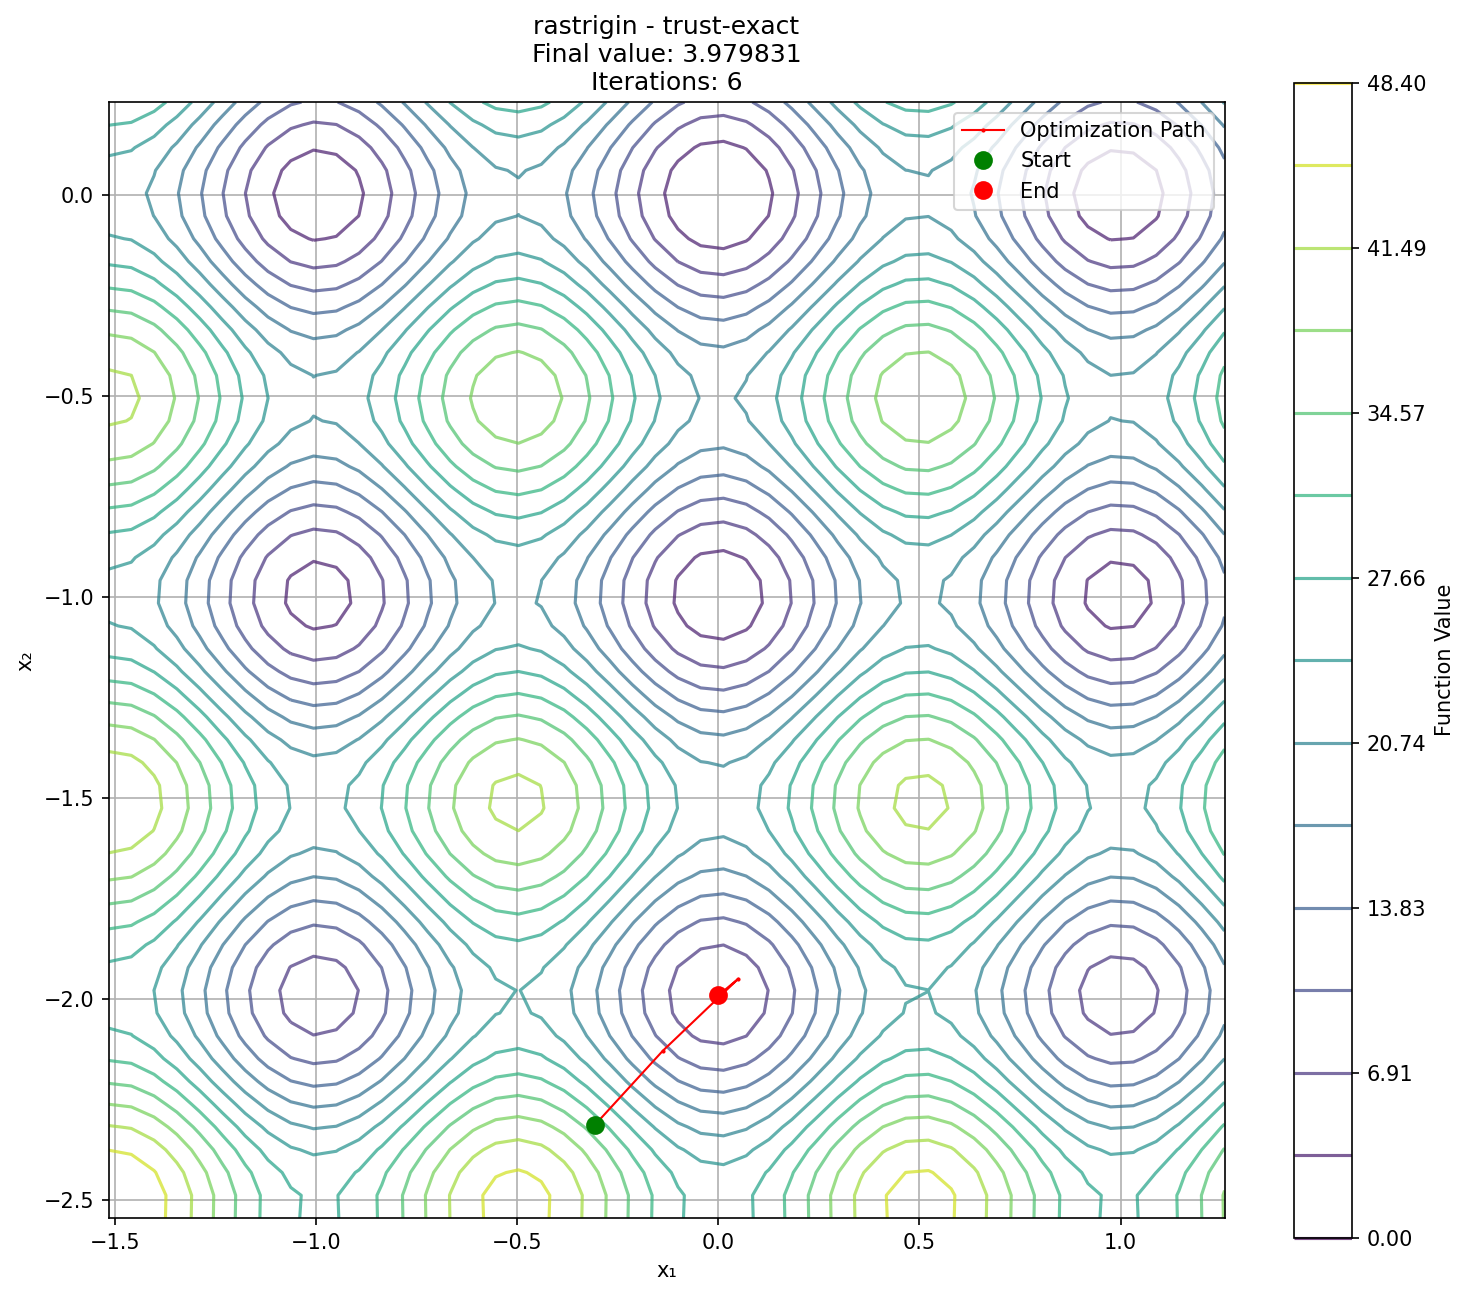 rastrigin - trust-exact
Final value: 3.979831
Iterations: 6
Optimization Path
Start
End
0.0
−0.5
−1.0
−1.5
−2.0
−2.5
x₂
−1.5
−1.0
−0.5
0.0
0.5
1.0
x₁
48.40
41.49
34.57
27.66
20.74
13.83
6.91
0.00
Function Value